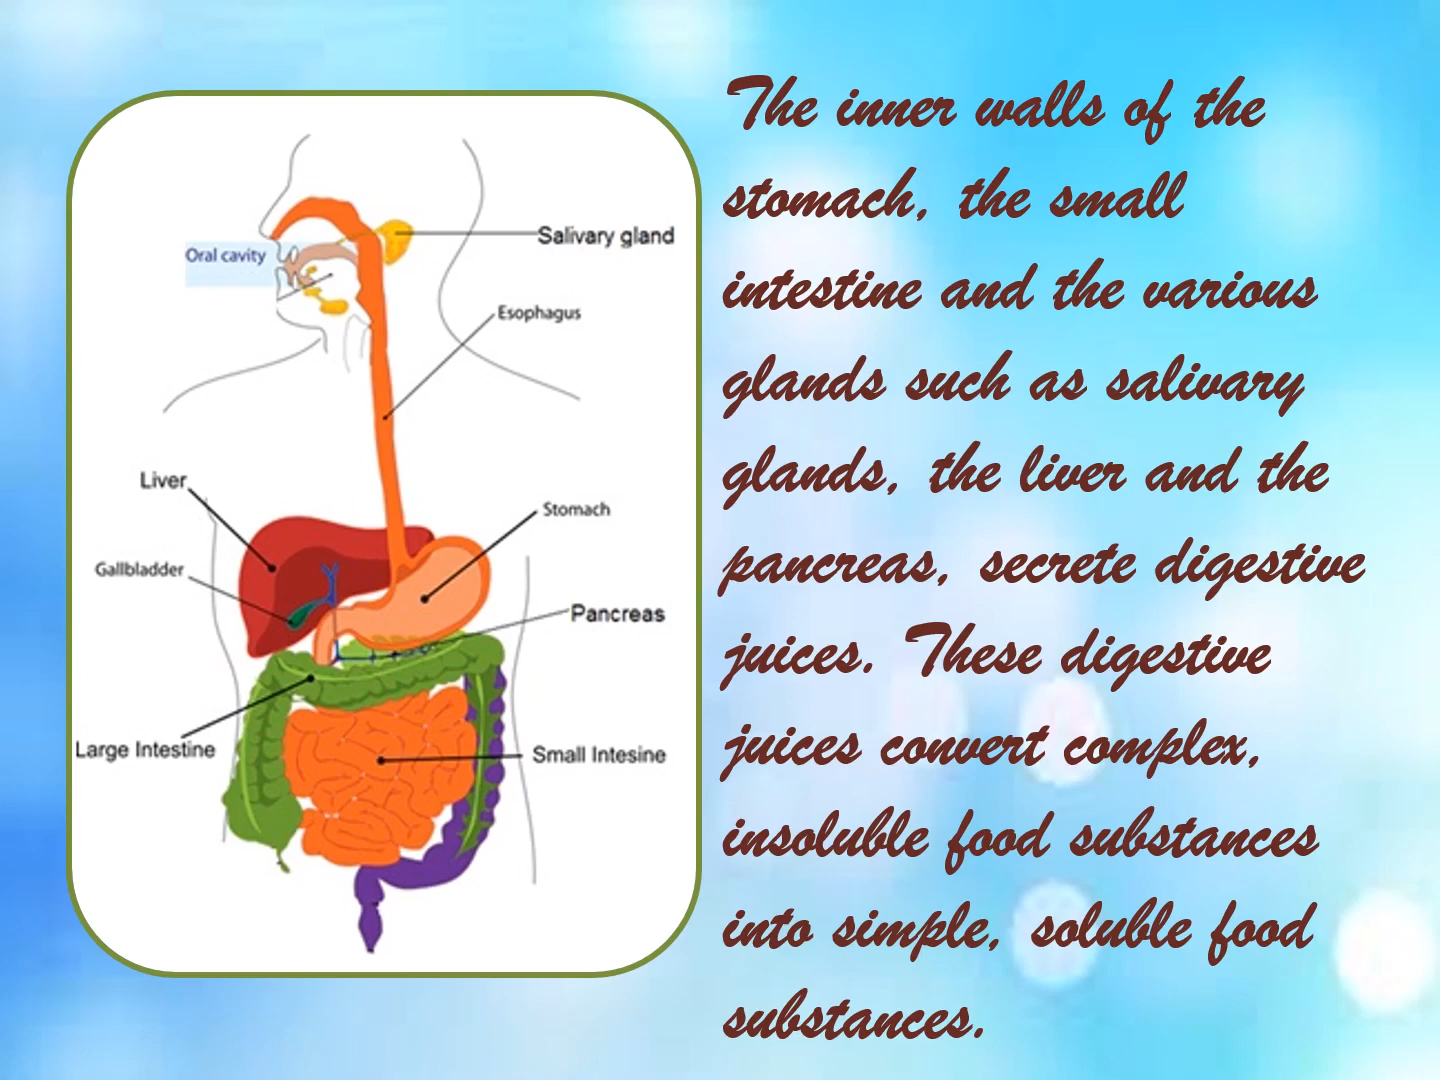 Salivary gland
Oral cavity
Esophagus
Liver
Stomach
Gallbladder
Pancreas
Large Intestine
Small Intesine
The inner walls of the
stomach, the small
intestine and the various
glands such as salivary
glands, the liver and the
pancreas, secrete digestive
juices. These digestive
juices convert complex,
insoluble food substances
into simple, soluble food
substances.